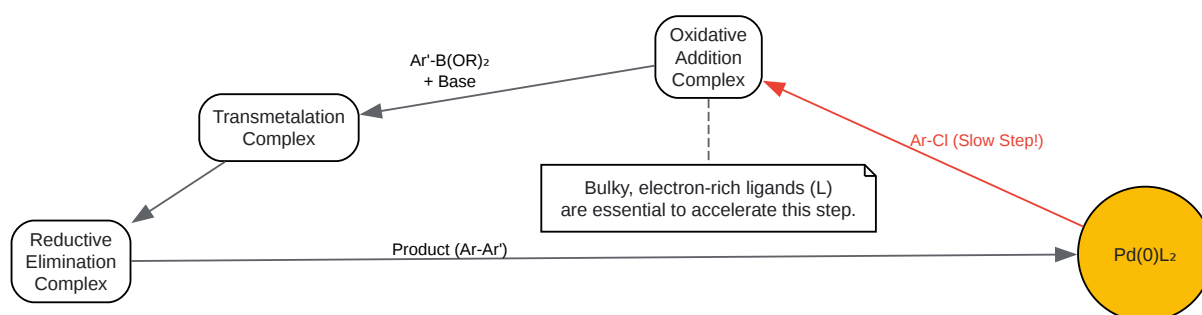 Oxidative
Addition
Complex
Ar'-B(OR)₂
+ Base
Transmetalation
Complex
Ar-Cl (Slow Step!)
Bulky, electron-rich ligands (L)
are essential to accelerate this step.
Reductive
Elimination
Complex
Product (Ar-Ar')
Pd(0)L₂